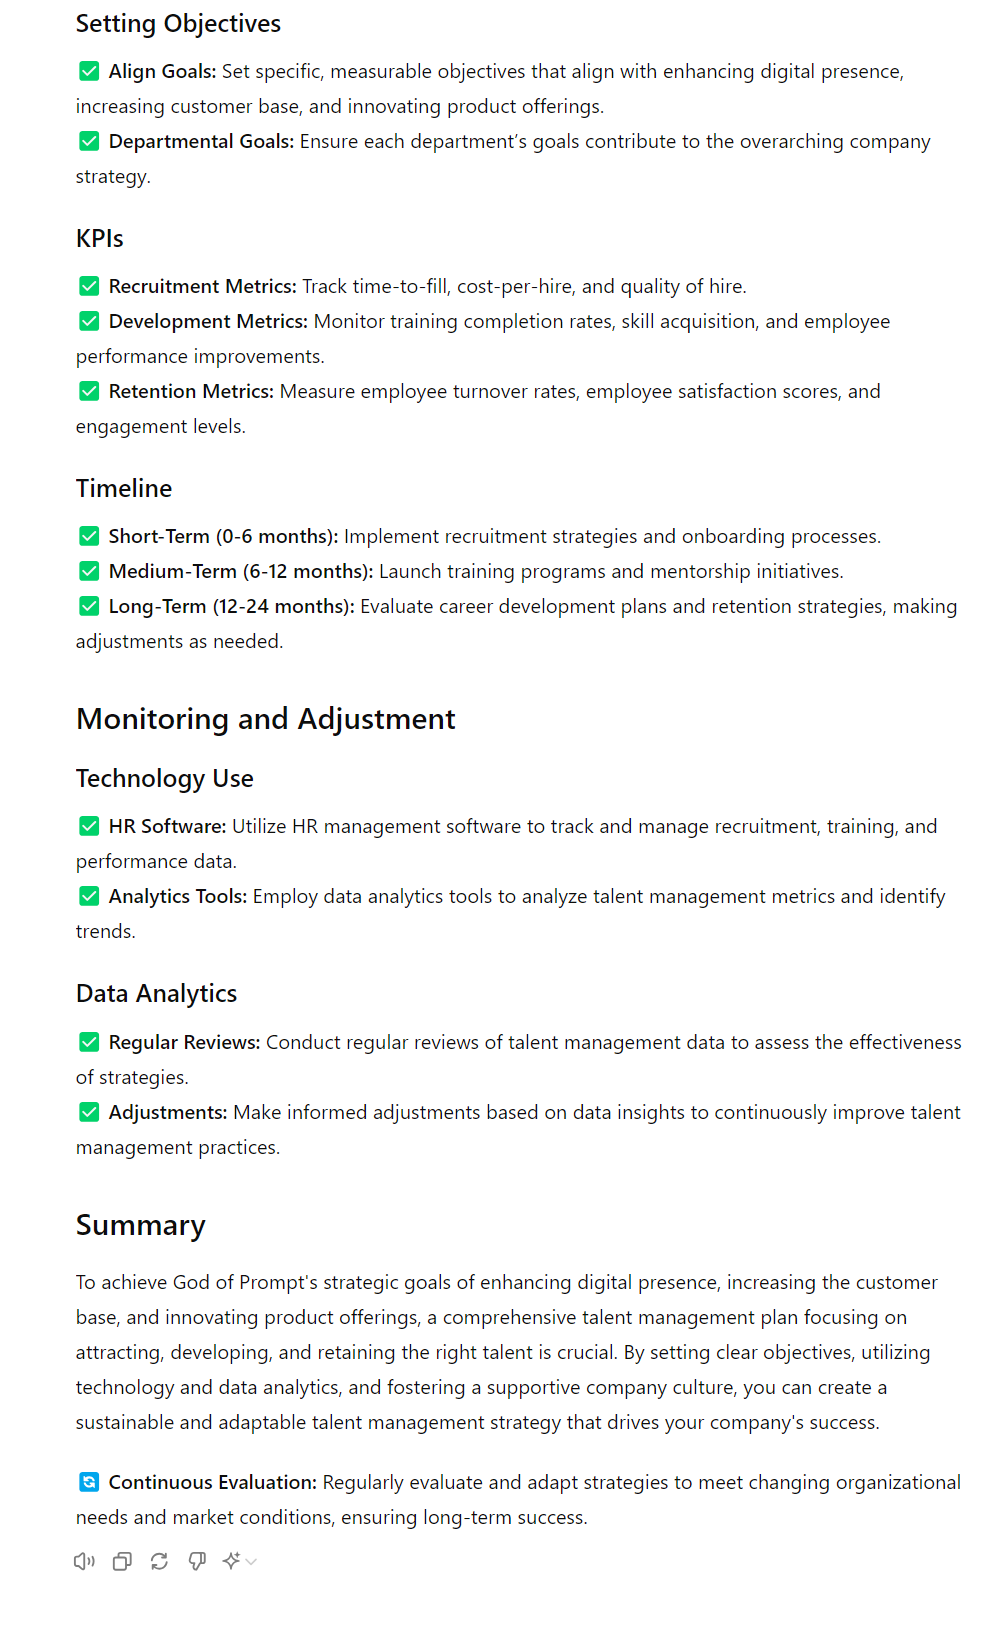 Setting Objectives
✅ Align Goals: Set specific, measurable objectives that align with enhancing digital presence,
increasing customer base, and innovating product offerings.
✅ Departmental Goals: Ensure each department’s goals contribute to the overarching company
strategy.
KPIs
✅ Recruitment Metrics: Track time-to-fill, cost-per-hire, and quality of hire.
✅ Development Metrics: Monitor training completion rates, skill acquisition, and employee
performance improvements.
✅ Retention Metrics: Measure employee turnover rates, employee satisfaction scores, and
engagement levels.
Timeline
✅ Short-Term (0-6 months): Implement recruitment strategies and onboarding processes.
✅ Medium-Term (6-12 months): Launch training programs and mentorship initiatives.
✅ Long-Term (12-24 months): Evaluate career development plans and retention strategies, making
adjustments as needed.
Monitoring and Adjustment
Technology Use
✅ HR Software: Utilize HR management software to track and manage recruitment, training, and
performance data.
✅ Analytics Tools: Employ data analytics tools to analyze talent management metrics and identify
trends.
Data Analytics
✅ Regular Reviews: Conduct regular reviews of talent management data to assess the effectiveness
of strategies.
✅ Adjustments: Make informed adjustments based on data insights to continuously improve talent
management practices.
Summary
To achieve God of Prompt's strategic goals of enhancing digital presence, increasing the customer
base, and innovating product offerings, a comprehensive talent management plan focusing on
attracting, developing, and retaining the right talent is crucial. By setting clear objectives, utilizing
technology and data analytics, and fostering a supportive company culture, you can create a
sustainable and adaptable talent management strategy that drives your company's success.
🔄 Continuous Evaluation: Regularly evaluate and adapt strategies to meet changing organizational
needs and market conditions, ensuring long-term success.